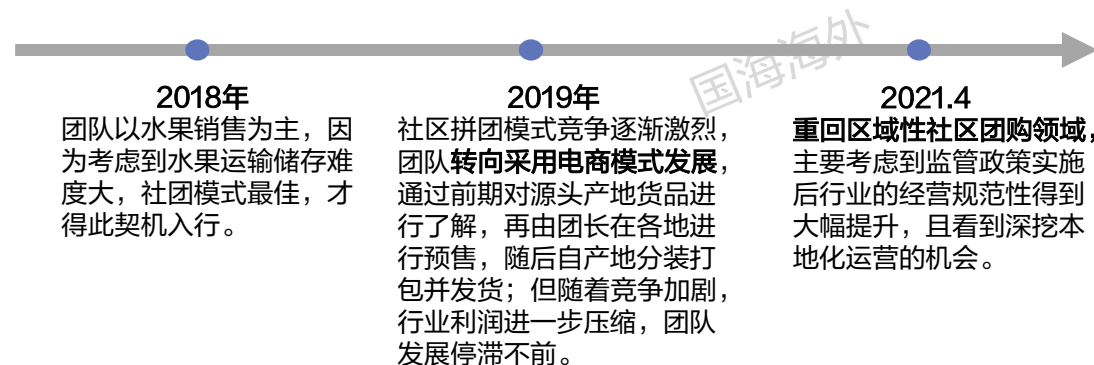 国海海外
2018年
团队以水果销售为主，因
为考虑到水果运输储存难
度大，社团模式最佳，才
得此契机入行。
2019年
社区拼团模式竞争逐渐激烈，
团队转向采用电商模式发展，
通过前期对源头产地货品进
行了解，再由团长在各地进
行预售，随后自产地分装打
包并发货；但随着竞争加剧，
行业利润进一步压缩，团队
发展停滞不前。
2021.4
重回区域性社区团购领域，
主要考虑到监管政策实施
后行业的经营规范性得到
大幅提升，且看到深挖本
地化运营的机会。